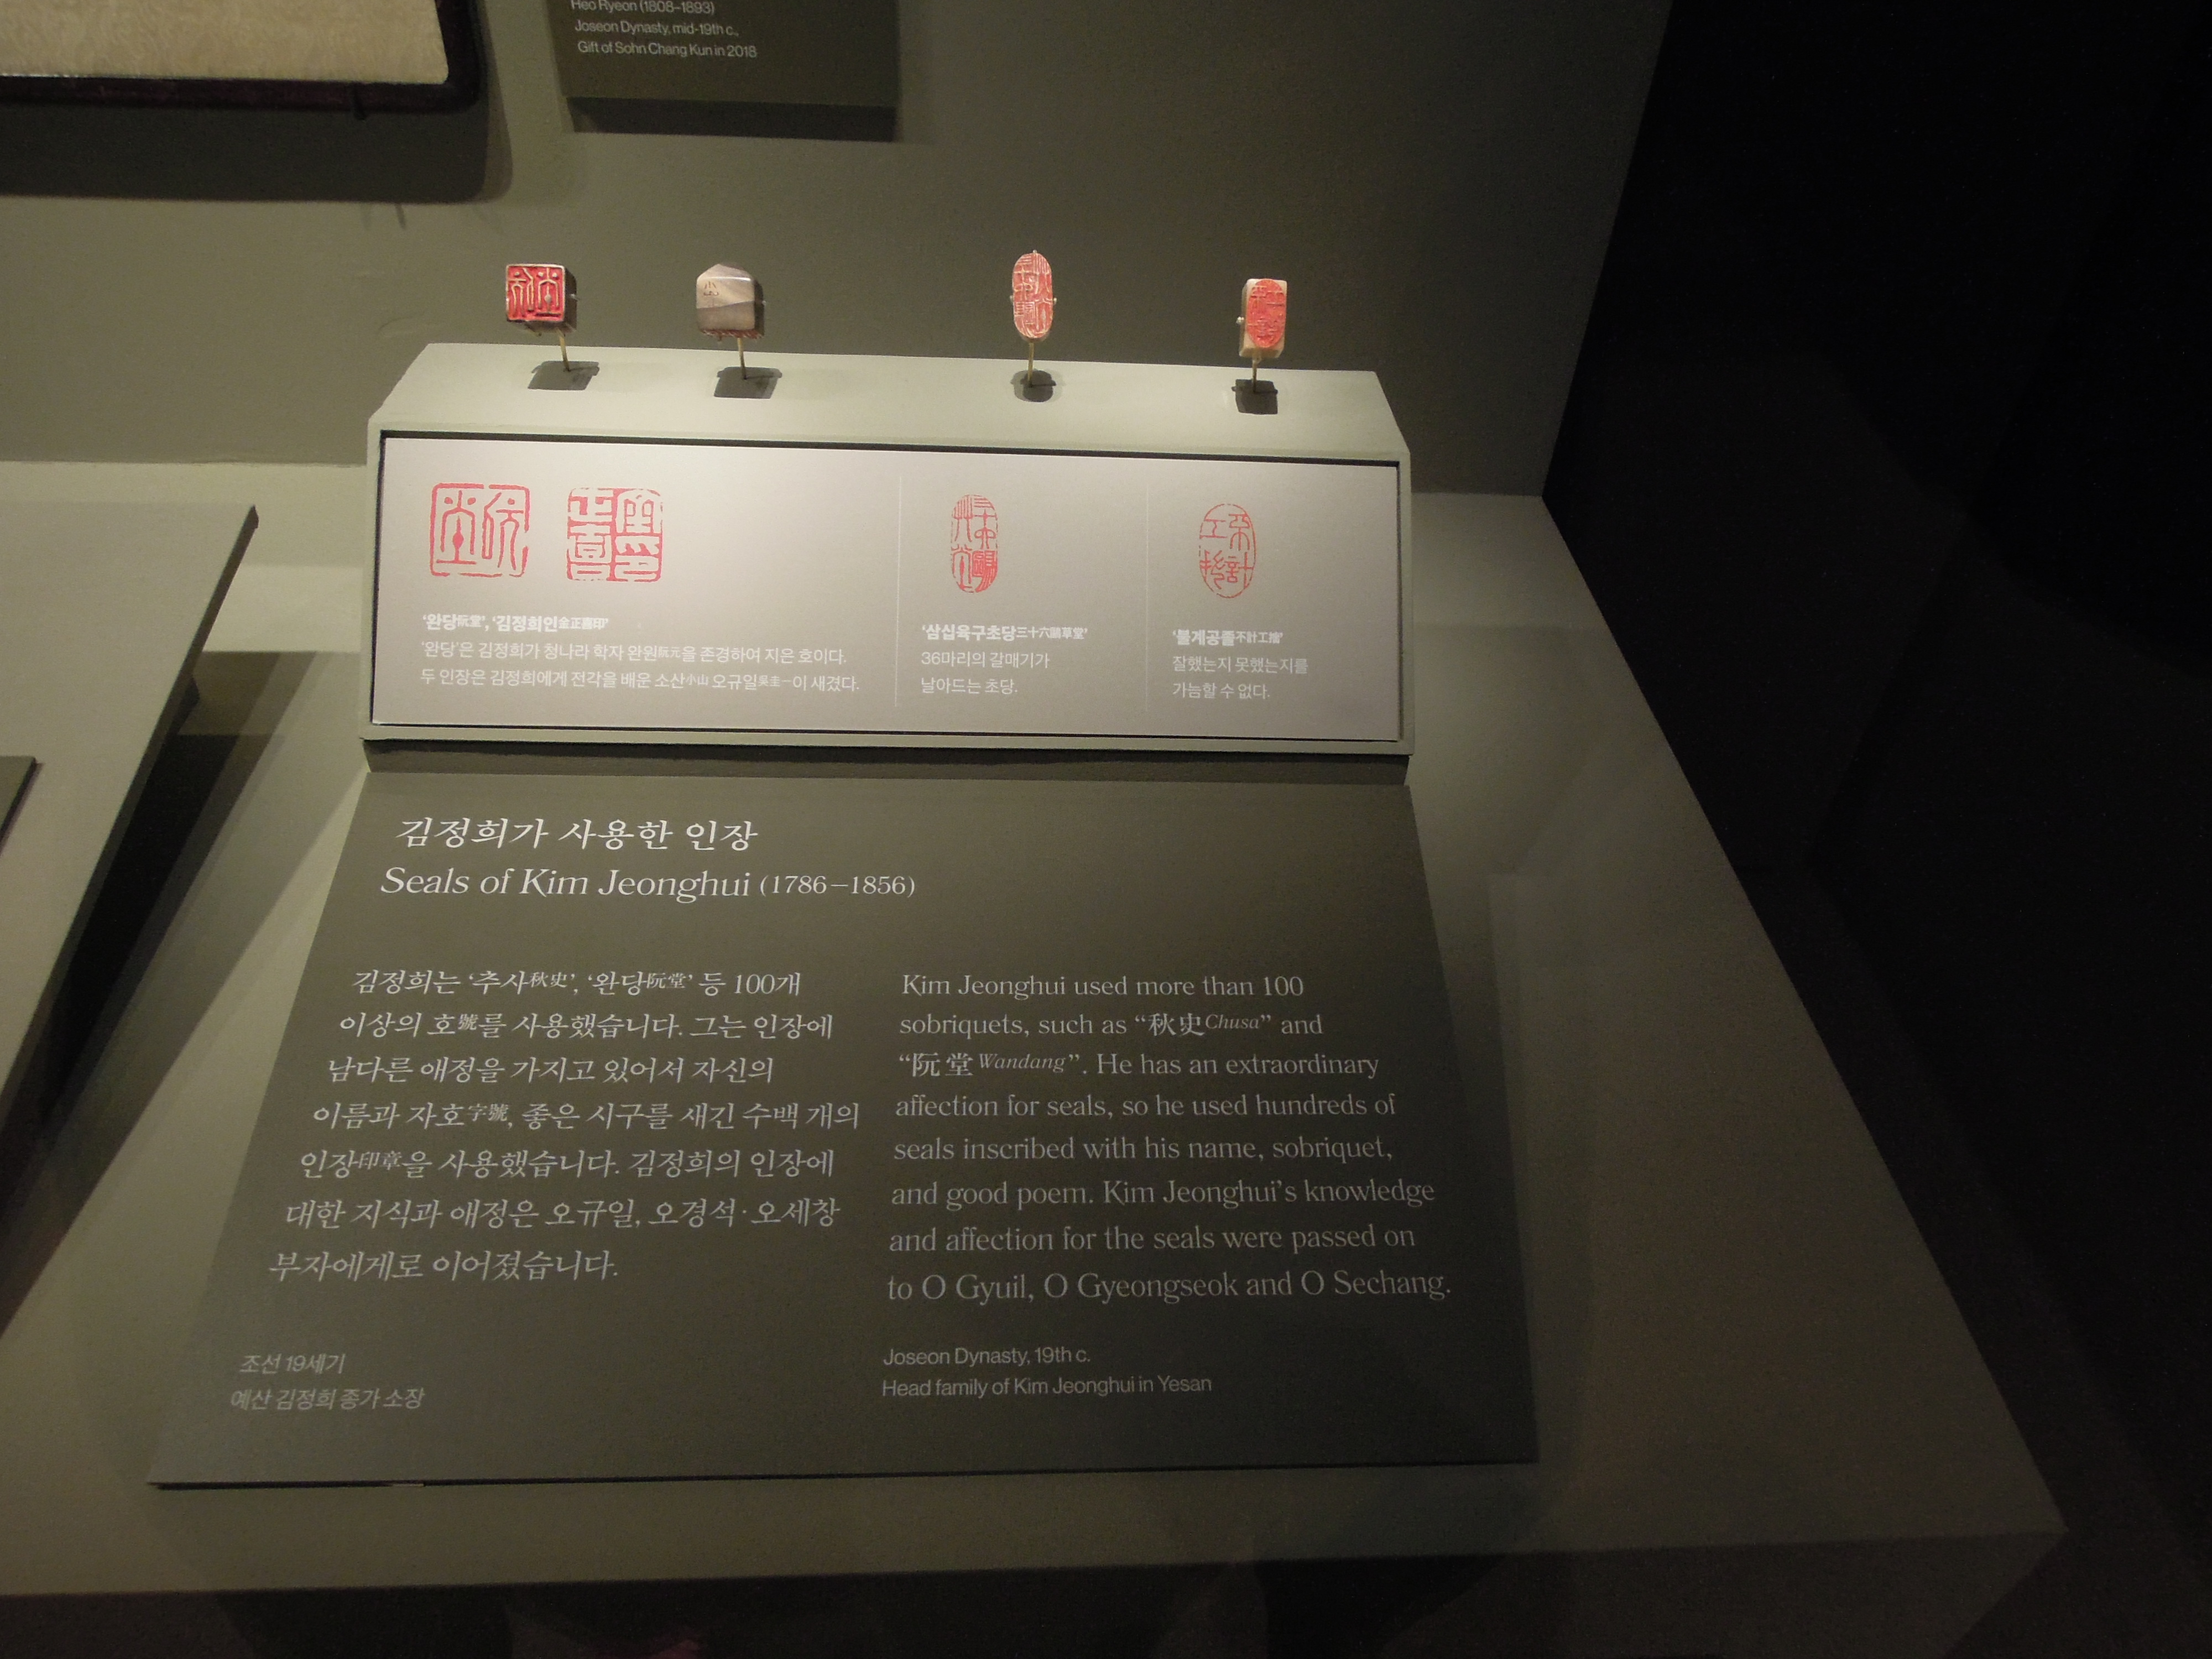 Heo Ryeon (1808–1893)
Joseon Dynasty, mid-19th c.,
Gift of Sohn Chang Kun in 2018
阮堂
金正喜印
三十六鷗草堂
不計工拙
‘완당阮堂’, ‘김정희인金正喜印’
‘완당’은 김정희가 청나라 학자 완원阮元을 존경하여 지은 호이다.
두 인장은 김정희에게 전각을 배운 소산小山 오규일吳圭一이 새겼다.
‘삼십육구초당三十六鷗草堂’
36마리의 갈매기가
날아드는 초당.
‘불계공졸不計工拙’
잘했는지 못했는지를
가늠할 수 없다.
김정희가 사용한 인장
Seals of Kim Jeonghui (1786–1856)
김정희는 ‘추사秋史’, ‘완당阮堂’ 등 100개
이상의 호號를 사용했습니다. 그는 인장에
남다른 애정을 가지고 있어서 자신의
이름과 자호字號, 좋은 시구를 새긴 수백 개의
인장印章을 사용했습니다. 김정희의 인장에
대한 지식과 애정은 오규일, 오경석·오세창
부자에게로 이어졌습니다.
조선 19세기
예산 김정희 종가 소장
Kim Jeonghui used more than 100
sobriquets, such as “秋史Chusa” and
“阮堂Wandang”. He has an extraordinary
affection for seals, so he used hundreds of
seals inscribed with his name, sobriquet,
and good poem. Kim Jeonghui’s knowledge
and affection for the seals were passed on
to O Gyuil, O Gyeongseok and O Sechang.
Joseon Dynasty, 19th c.
Head family of Kim Jeonghui in Yesan